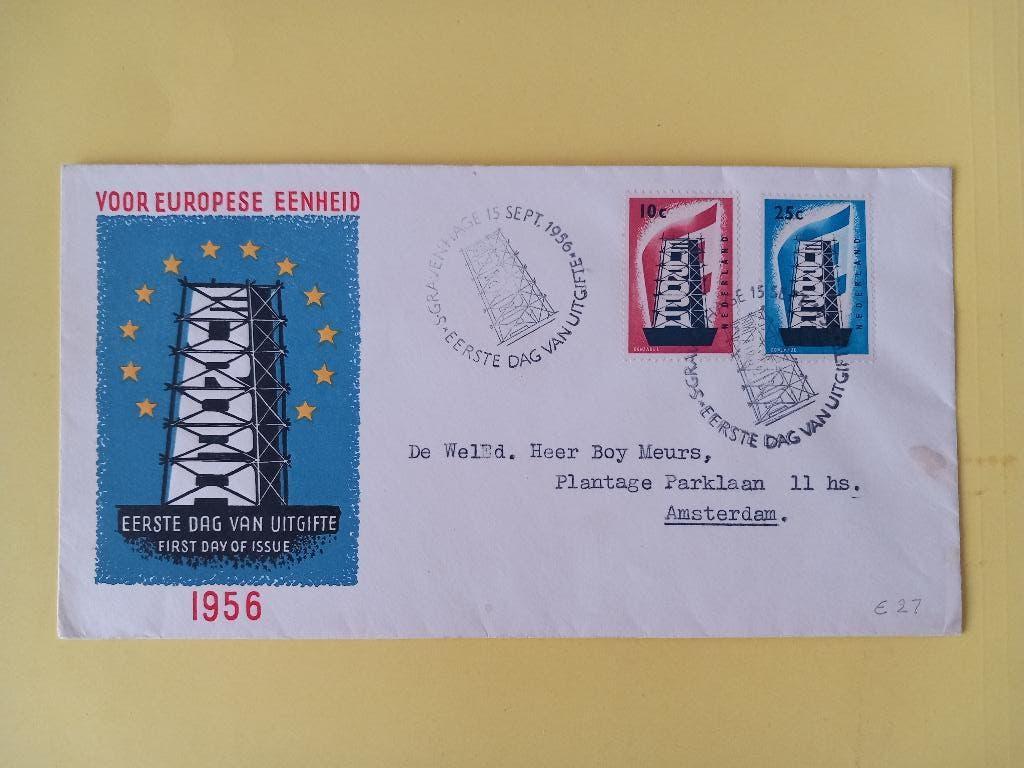 VOOR EUROPESE EENHEID
EUROPA
EERSTE DAG VAN UITGIFTE
FIRST DAY OF ISSUE
1956
'S-GRAVENHAGE 15 SEPT. 1956
EERSTE DAG VAN UITGIFTE
10c
NEDERLAND
25c
NEDERLAND
EERSTE DAG VAN UITGIFTE
De WelEd. Heer Boy Meurs,
Plantage Parklaan 11 hs.
Amsterdam.
E 27